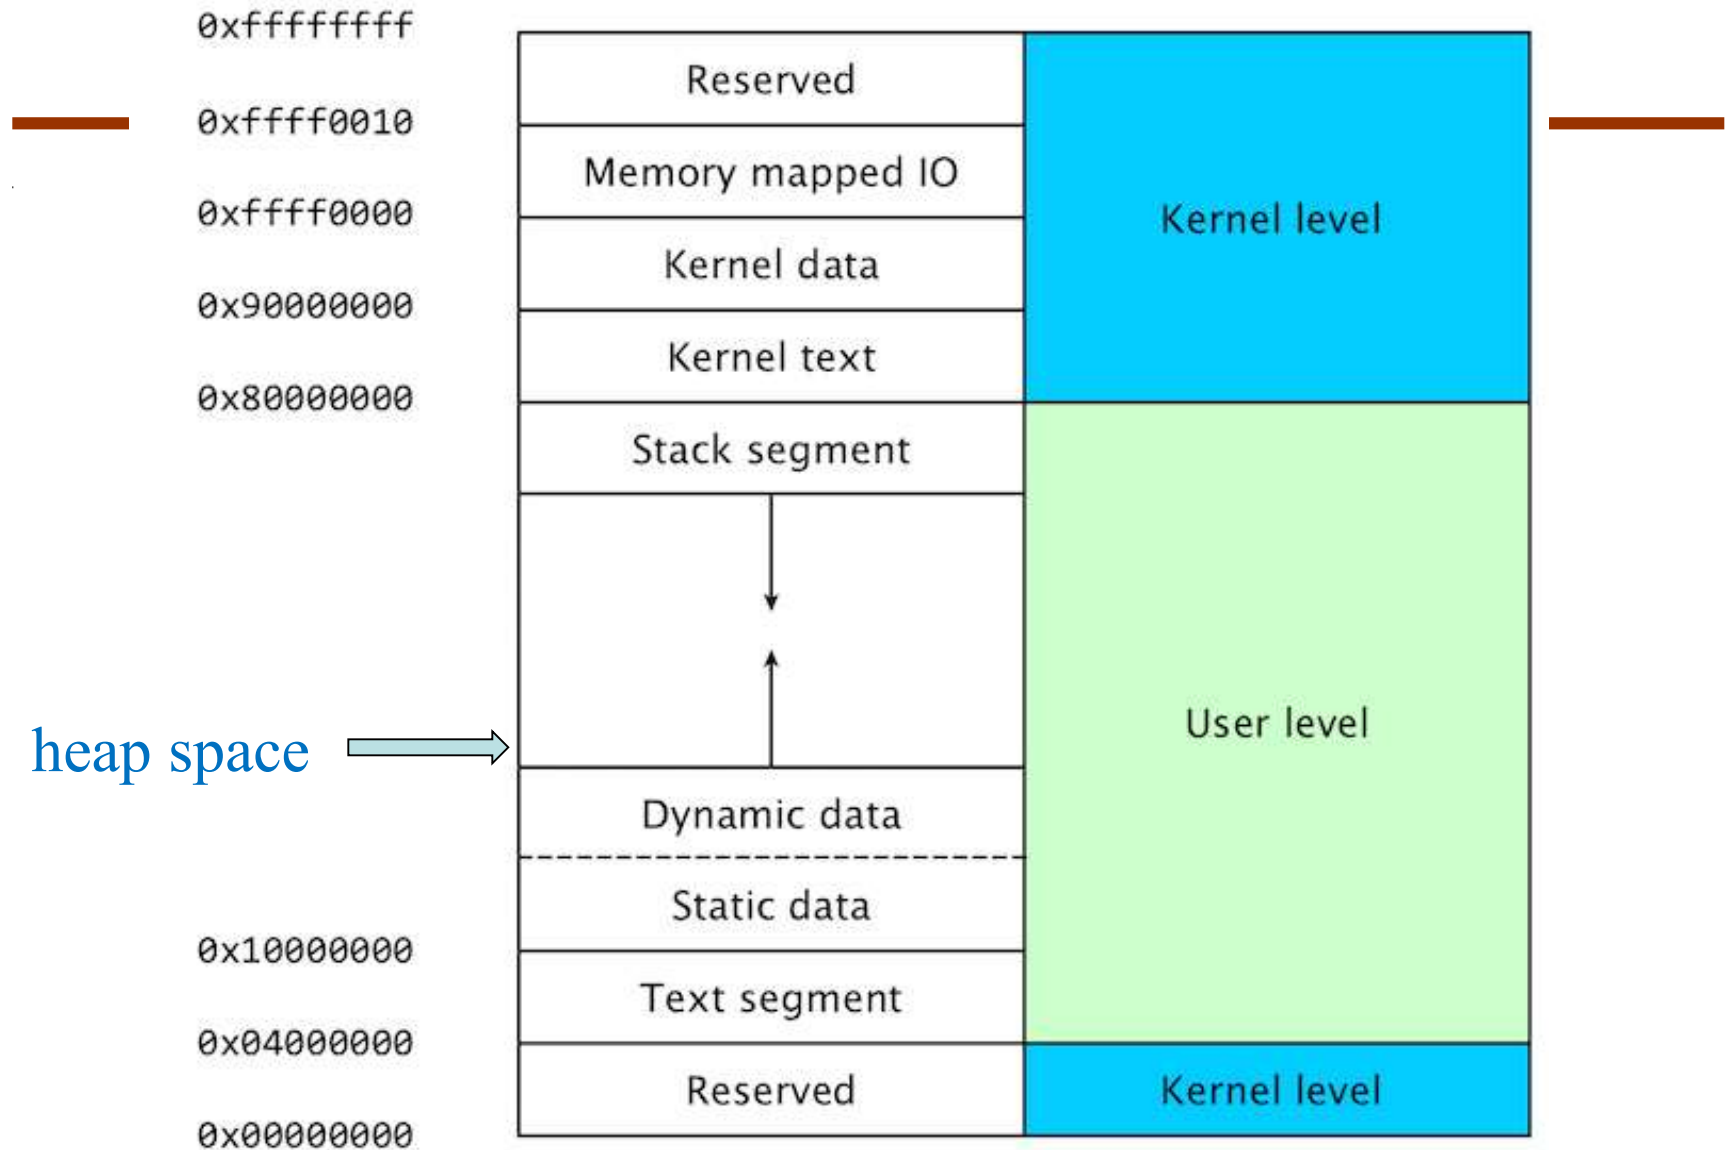 0xffffffff
Reserved
0xffff0010
Memory mapped IO
0xffff0000
Kernel level
Kernel data
0x90000000
Kernel text
0x80000000
Stack segment
User level
heap space
Dynamic data
Static data
0x10000000
Text segment
0x04000000
Reserved
Kernel level
0x00000000